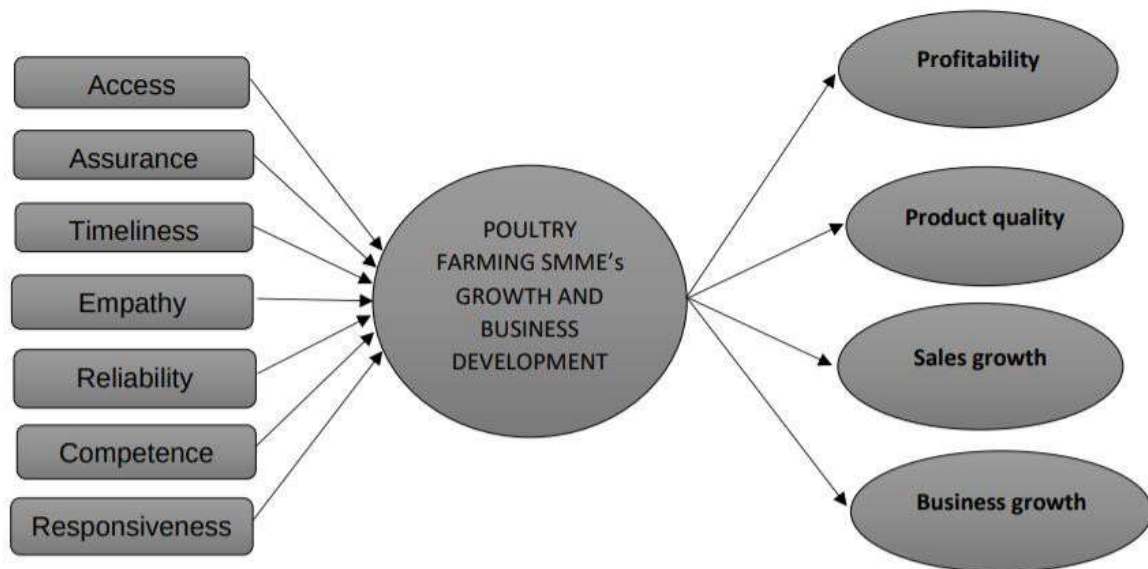 Access
Assurance
Timeliness
Empathy
Reliability
Competence
Responsiveness
POULTRY
FARMING SMME’s
GROWTH AND
BUSINESS
DEVELOPMENT
Profitability
Product quality
Sales growth
Business growth